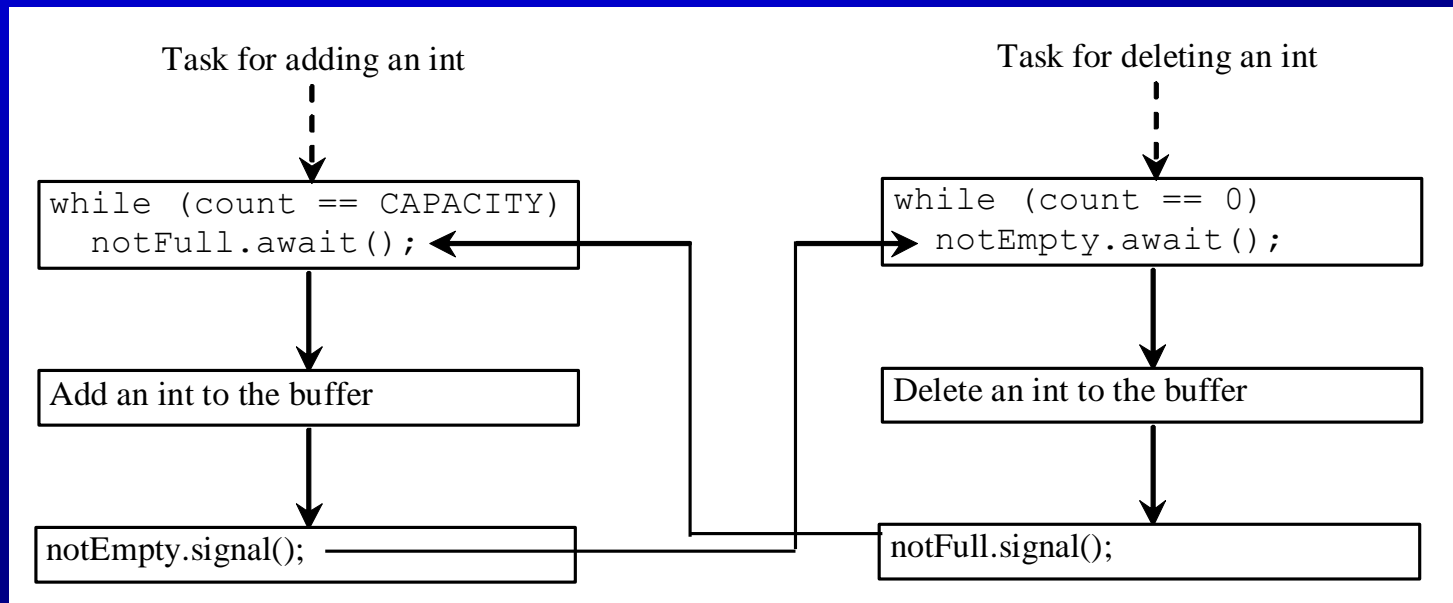 Task for adding an int
while (count == CAPACITY)
notFull.await();
Add an int to the buffer
notEmpty.signal();
Task for deleting an int
while (count == 0)
notEmpty.await();
Delete an int to the buffer
notFull.signal();